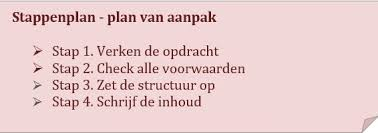 Stappenplan - plan van aanpak
➢ Stap 1. Verken de opdracht
➢ Stap 2. Check alle voorwaarden
➢ Stap 3. Zet de structuur op
➢ Stap 4. Schrijf de inhoud